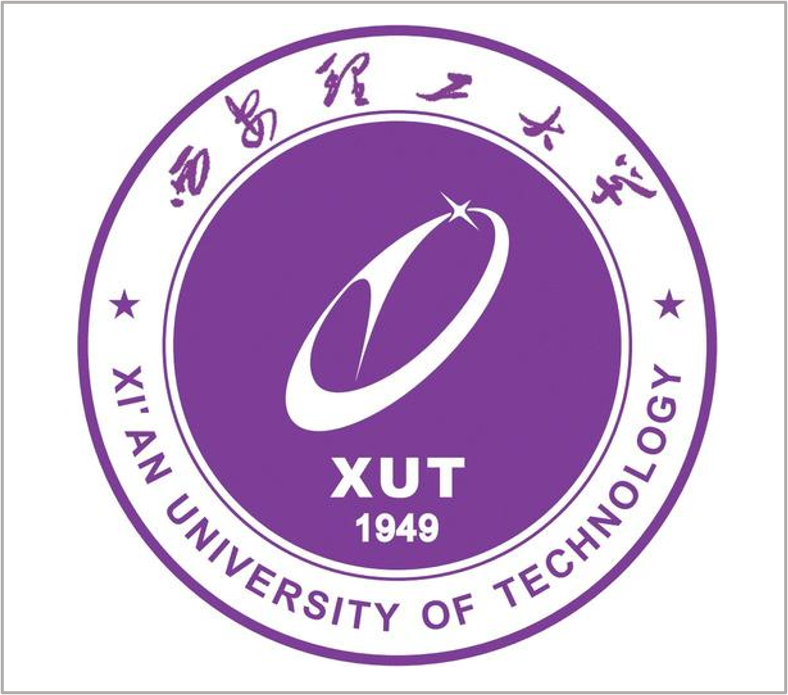 西安理工大学
XUT
1949
XI'AN UNIVERSITY OF TECHNOLOGY